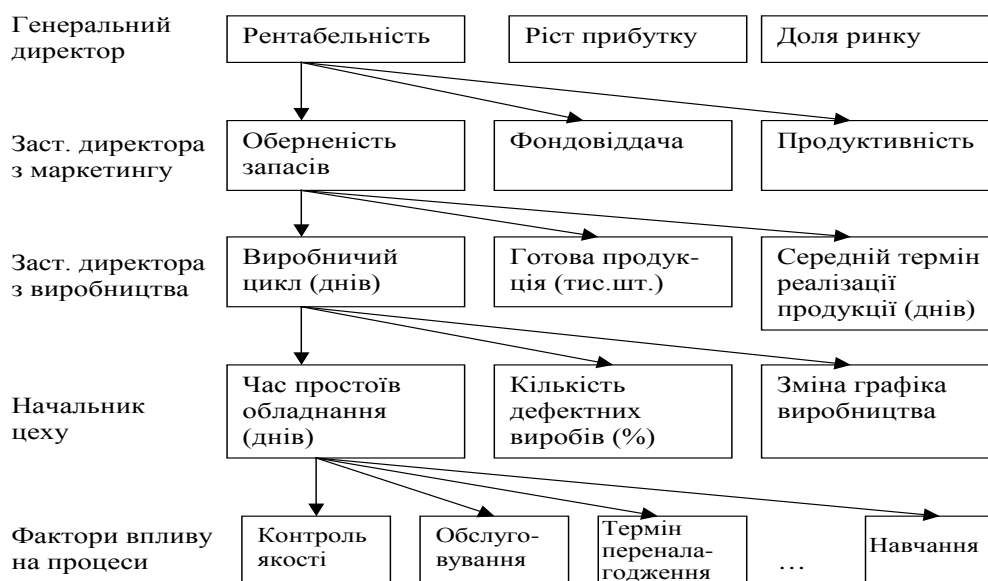 Генеральний
директор
Рентабельність
Ріст прибутку
Доля ринку
Заст. директора
з маркетингу
Оберненість
запасів
Фондовіддача
Продуктивність
Заст. директора
з виробництва
Виробничий
цикл (днів)
Готова продук-
ція (тис.шт.)
Середній термін
реалізації
продукції (днів)
Начальник
цеху
Час простоїв
обладнання
(днів)
Кількість
дефектних
виробів (%)
Зміна графіка
виробництва
Фактори впливу
на процеси
Контроль
якості
Обслуго-
вування
Термін
перенала-
годження
...
Навчання